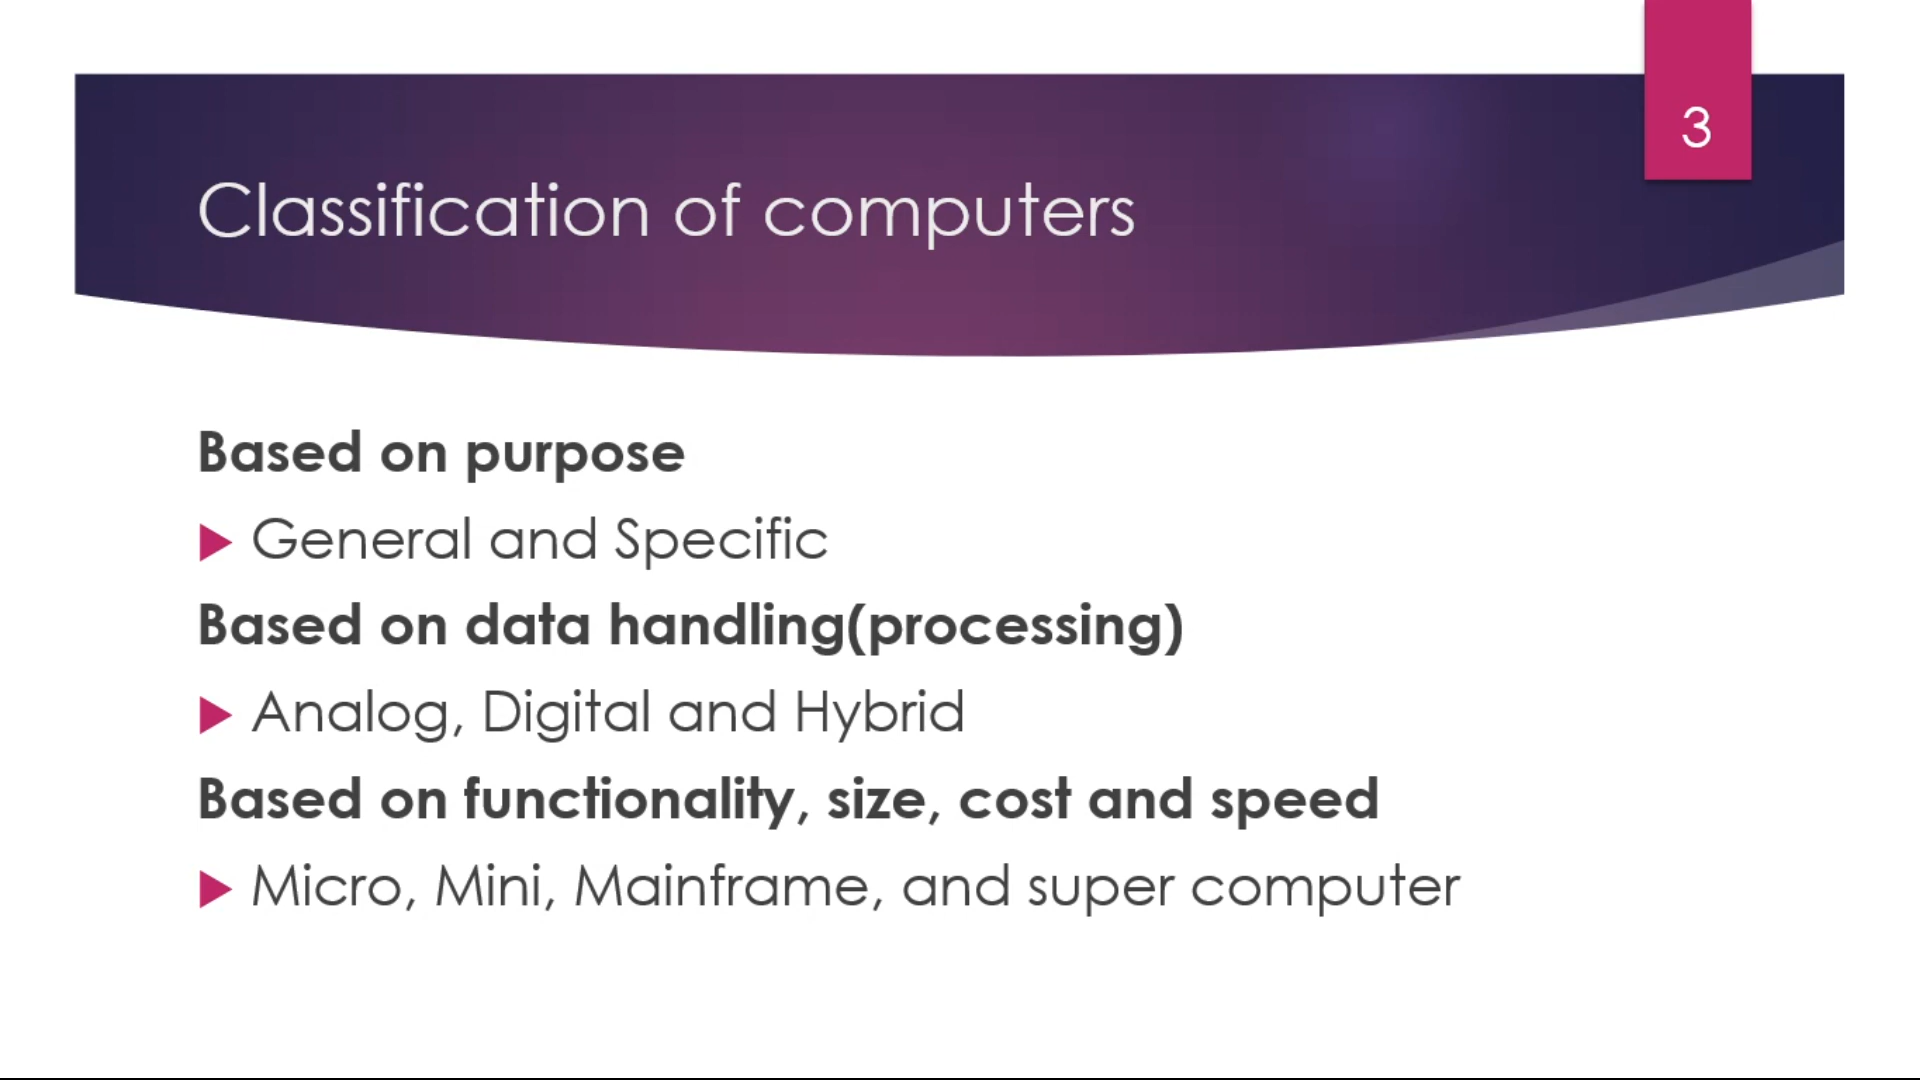 3
Classification of computers
Based on purpose
General and Specific
Based on data handling(processing)
Analog, Digital and Hybrid
Based on functionality, size, cost and speed
Micro, Mini, Mainframe, and super computer